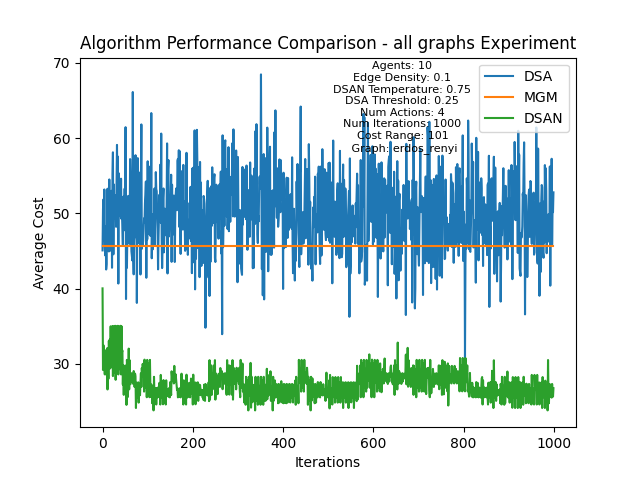 Algorithm Performance Comparison - all graphs Experiment
Agents: 10
Edge Density: 0.1
DSAN Temperature: 0.75
DSA Threshold: 0.25
Num Actions: 4
Num Iterations: 1000
Cost Range: 101
Graph: erdos_renyi
DSA
MGM
DSAN
Average Cost
70
60
50
40
30
0
200
400
600
800
1000
Iterations